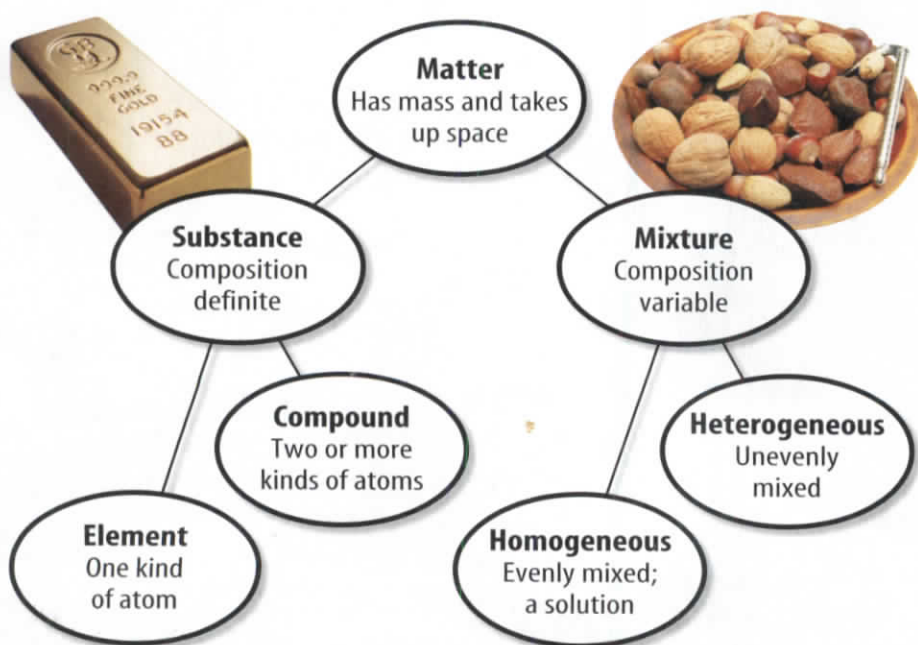 999.9
FINE
GOLD
19154
88
Matter
Has mass and takes
up space
Substance
Composition
definite
Mixture
Composition
variable
Compound
Two or more
kinds of atoms
Heterogeneous
Unevenly
mixed
Element
One kind
of atom
Homogeneous
Evenly mixed;
a solution